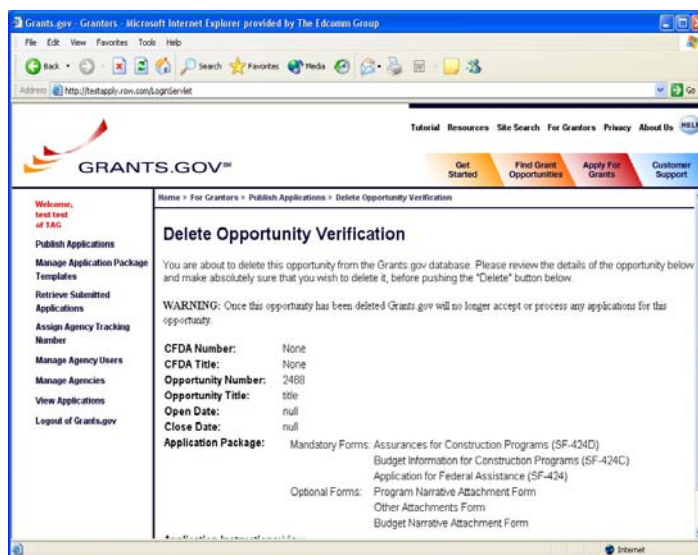 Grants.gov - Grantors - Microsoft Internet Explorer provided by The Edcomm Group
File Edit View Favorites Tools Help
Back Search Favorites Media
Address http://testapply.row.com/LoginServlet Go
Tutorial Resources Site Search For Grantors Privacy About Us HELP
GRANTS.GOV℠
Get Started
Find Grant Opportunities
Apply For Grants
Customer Support
Home > For Grantors > Publish Applications > Delete Opportunity Verification
Welcome,
test test
of TAG
Publish Applications
Manage Application Package
Templates
Retrieve Submitted
Applications
Assign Agency Tracking
Number
Manage Agency Users
Manage Agencies
View Applications
Logout of Grants.gov
Delete Opportunity Verification
You are about to delete this opportunity from the Grants.gov database. Please review the details of the opportunity below
and make absolutely sure that you wish to delete it, before pushing the "Delete" button below.
WARNING: Once this opportunity has been deleted Grants.gov will no longer accept or process any applications for this
opportunity.
CFDA Number: None
CFDA Title: None
Opportunity Number: 2468
Opportunity Title: title
Open Date: null
Close Date: null
Application Package: Mandatory Forms: Assurances for Construction Programs (SF-424D)
Budget Information for Construction Programs (SF-424C)
Application for Federal Assistance (SF-424)
Optional Forms: Program Narrative Attachment Form
Other Attachments Form
Budget Narrative Attachment Form
Internet